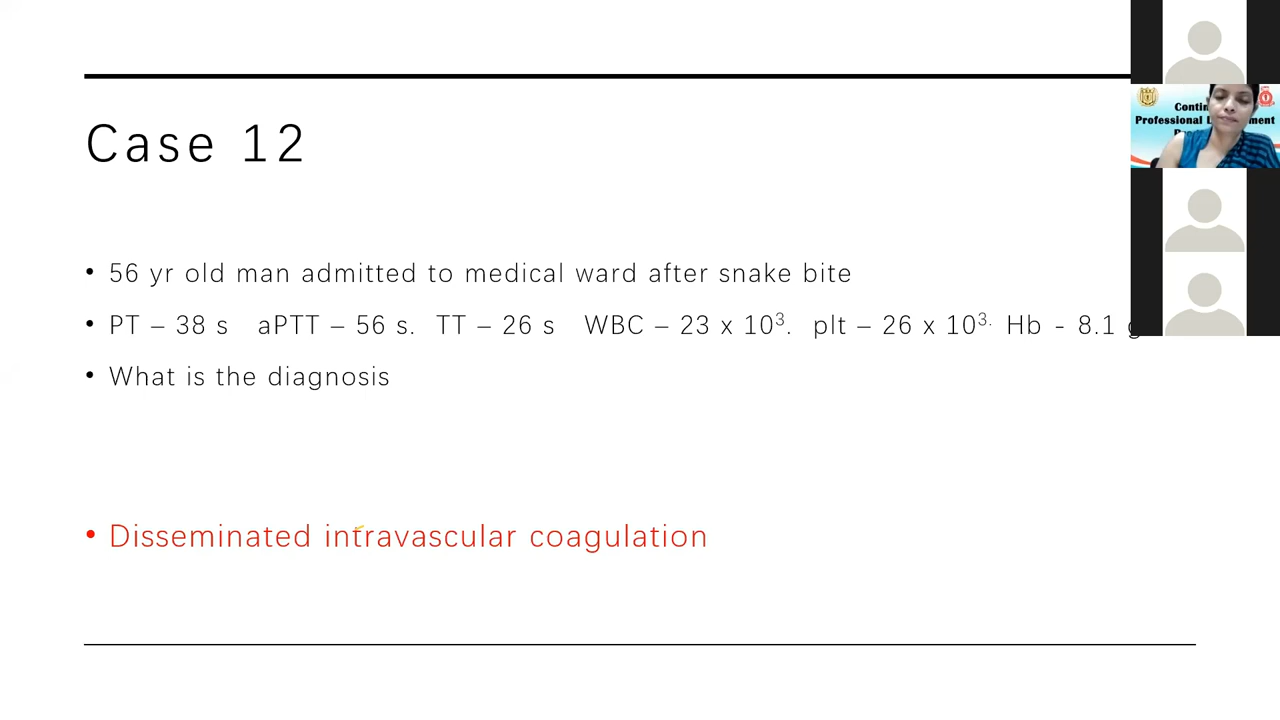 Case 12
• 56 yr old man admitted to medical ward after snake bite
• PT – 38 s aPTT – 56 s. TT – 26 s WBC – 23 x 10³. plt – 26 x 10³· Hb - 8.1
• What is the diagnosis
• Disseminated intravascular coagulation
Professional